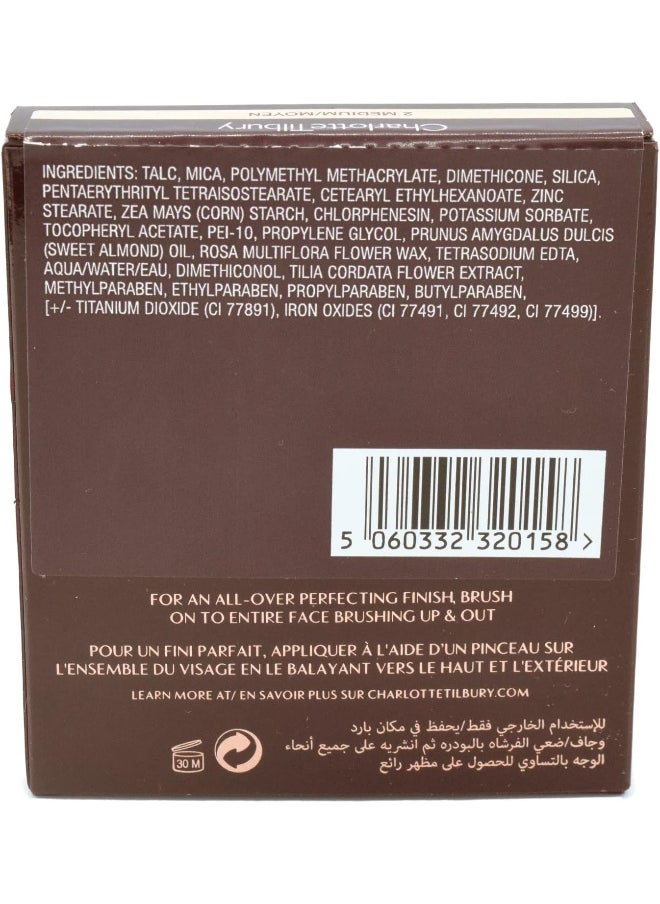 2 MEDIUM/MOYEN
Charlotte Tilbury
INGREDIENTS: TALC, MICA, POLYMETHYL METHACRYLATE, DIMETHICONE, SILICA,
PENTAERYTHRITYL TETRAISOSTEARATE, CETEARYL ETHYLHEXANOATE, ZINC
STEARATE, ZEA MAYS (CORN) STARCH, CHLORPHENESIN, POTASSIUM SORBATE,
TOCOPHERYL ACETATE, PEI-10, PROPYLENE GLYCOL, PRUNUS AMYGDALUS DULCIS
(SWEET ALMOND) OIL, ROSA MULTIFLORA FLOWER WAX, TETRASODIUM EDTA,
AQUA/WATER/EAU, DIMETHICONOL, TILIA CORDATA FLOWER EXTRACT,
METHYLPARABEN, ETHYLPARABEN, PROPYLPARABEN, BUTYLPARABEN,
[+/- TITANIUM DIOXIDE (CI 77891), IRON OXIDES (CI 77491, CI 77492, CI 77499)].
5 060332 320158 >
FOR AN ALL-OVER PERFECTING FINISH, BRUSH
ON TO ENTIRE FACE BRUSHING UP & OUT
POUR UN FINI PARFAIT, APPLIQUER À L'AIDE D'UN PINCEAU SUR
L'ENSEMBLE DU VISAGE EN LE BALAYANT VERS LE HAUT ET L'EXTÉRIEUR
LEARN MORE AT/ EN SAVOIR PLUS SUR CHARLOTTETILBURY.COM
للإستخدام الخارجي فقط/يحفظ في مكان بارد
وجاف/ضعي الفرشاه بالبودره ثم انشريه على جميع أنحاء
الوجه بالتساوي للحصول على مظهر رائع
30 M